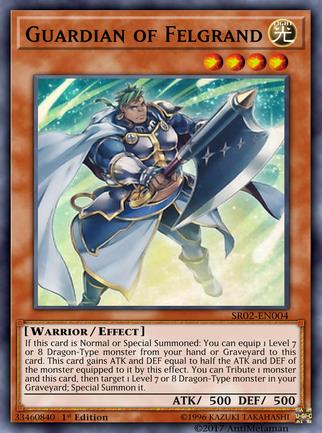 GUARDIAN OF FELGRAND
LIGHT
光
SR02-EN004
[WARRIOR / EFFECT]
If this card is Normal or Special Summoned: You can equip 1 Level 7
or 8 Dragon-Type monster from your hand or Graveyard to this
card. This card gains ATK and DEF equal to half the ATK and DEF of
the monster equipped to it by this effect. You can Tribute 1 monster
and this card, then target 1 Level 7 or 8 Dragon-Type monster in
your Graveyard; Special Summon it.
ATK/ 500 DEF/ 500
33460840 1st Edition ©1996 KAZUKI TAKAHASHI
©2017 AntiMetaman